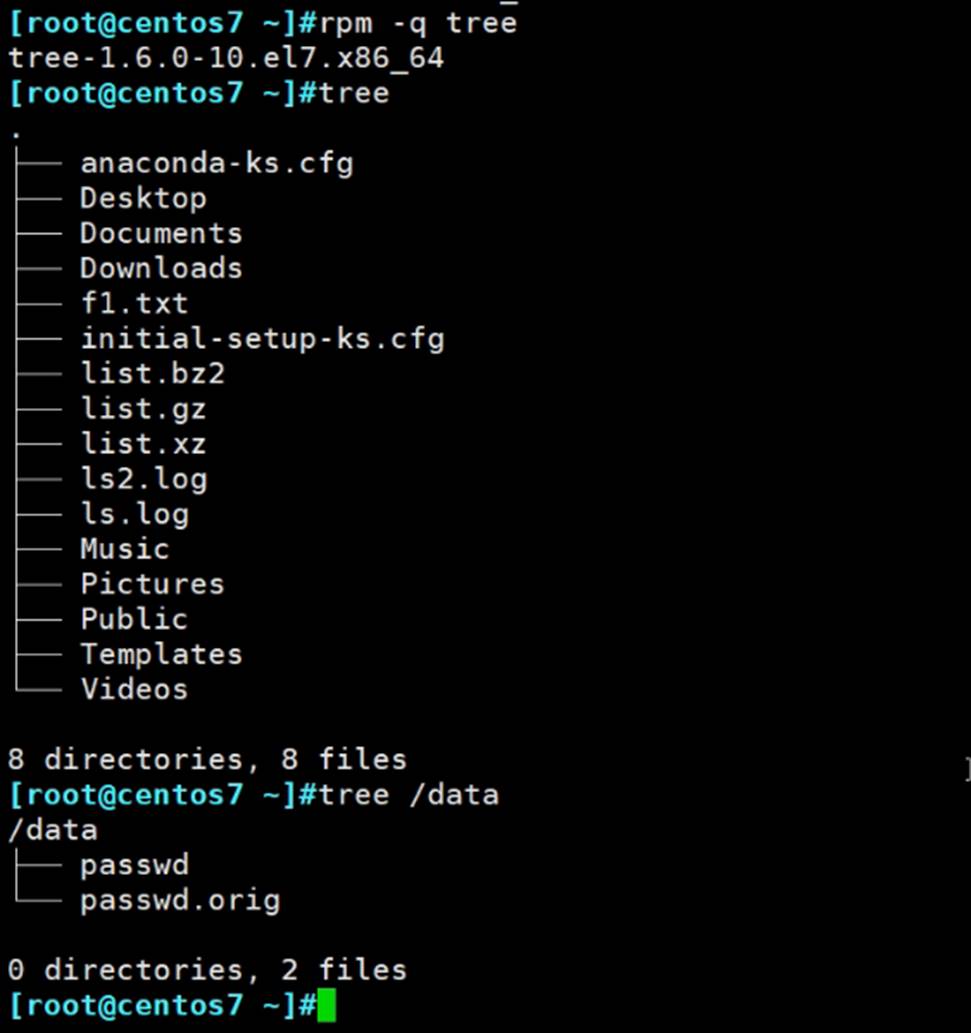 [root@centos7 ~]#rpm -q tree
tree-1.6.0-10.el7.x86_64
[root@centos7 ~]#tree
.
├── anaconda-ks.cfg
├── Desktop
├── Documents
├── Downloads
├── f1.txt
├── initial-setup-ks.cfg
├── list.bz2
├── list.gz
├── list.xz
├── ls2.log
├── ls.log
├── Music
├── Pictures
├── Public
├── Templates
└── Videos

8 directories, 8 files
[root@centos7 ~]#tree /data
/data
├── passwd
└── passwd.orig

0 directories, 2 files
[root@centos7 ~]#